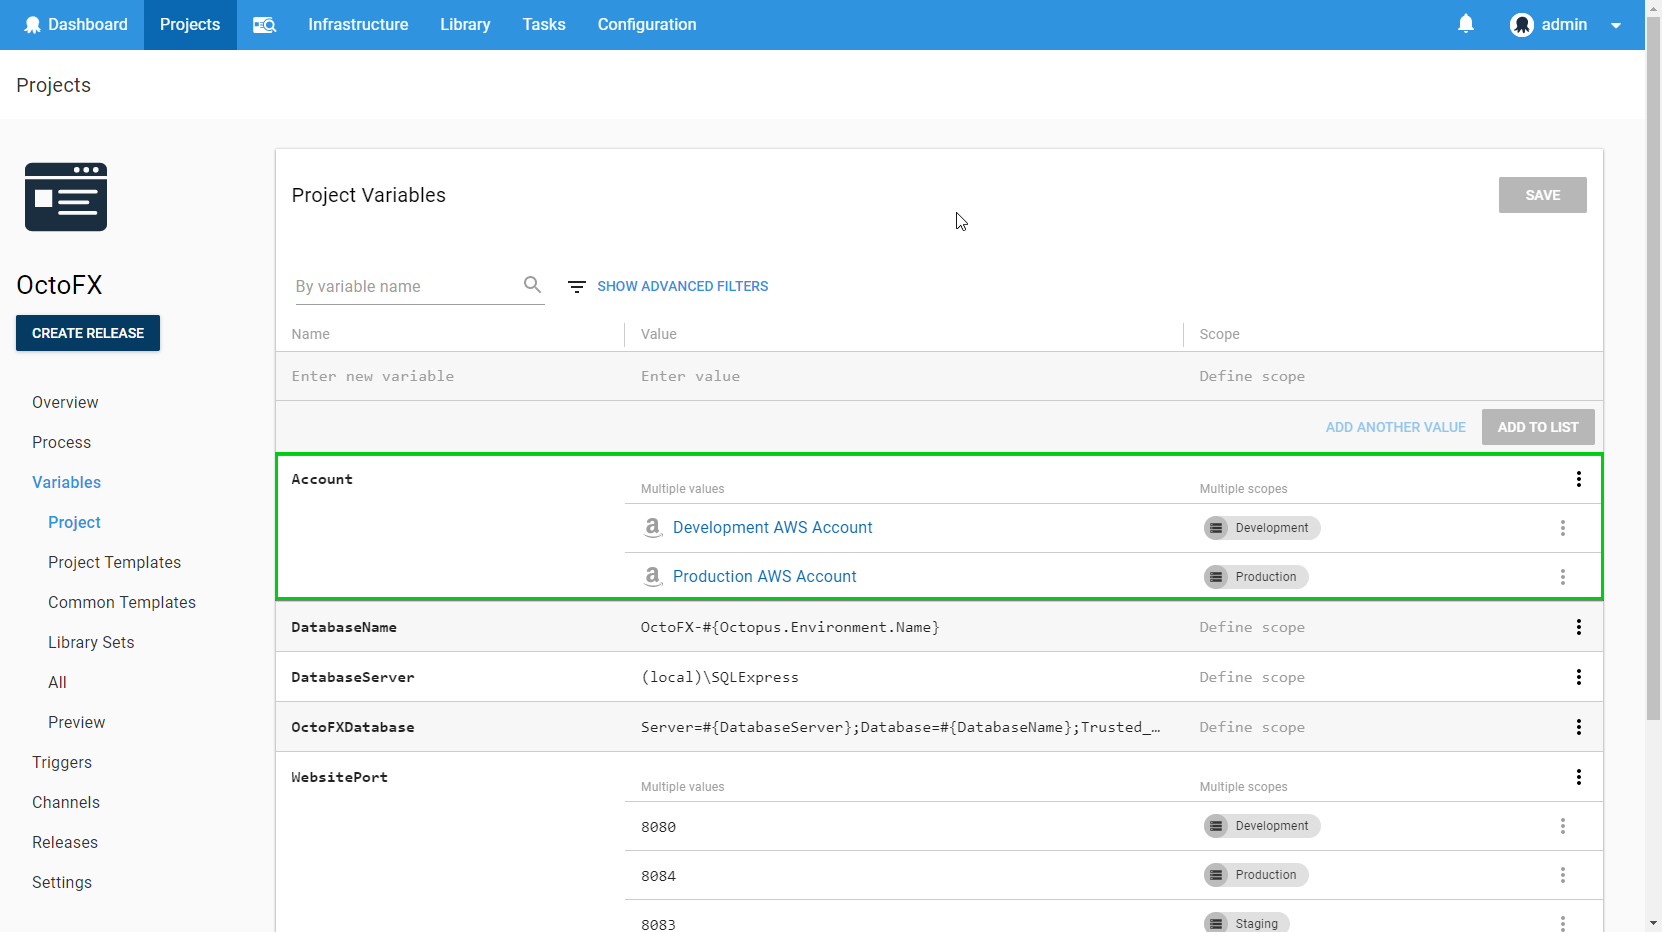 Dashboard Projects Infrastructure Library Tasks Configuration admin
Projects
OctoFX
CREATE RELEASE
Overview
Process
Variables
Project
Project Templates
Common Templates
Library Sets
All
Preview
Triggers
Channels
Releases
Settings
Project Variables SAVE
By variable name SHOW ADVANCED FILTERS
Name Value Scope
Enter new variable Enter value Define scope
ADD ANOTHER VALUE ADD TO LIST
Account
Multiple values Multiple scopes
a Development AWS Account Development
a Production AWS Account Production
DatabaseName OctoFX-#{Octopus.Environment.Name} Define scope
DatabaseServer (local)\SQLExpress Define scope
OctoFXDatabase Server=#{DatabaseServer};Database=#{DatabaseName};Trusted_… Define scope
WebsitePort
Multiple values Multiple scopes
8080 Development
8084 Production
8083 Staging